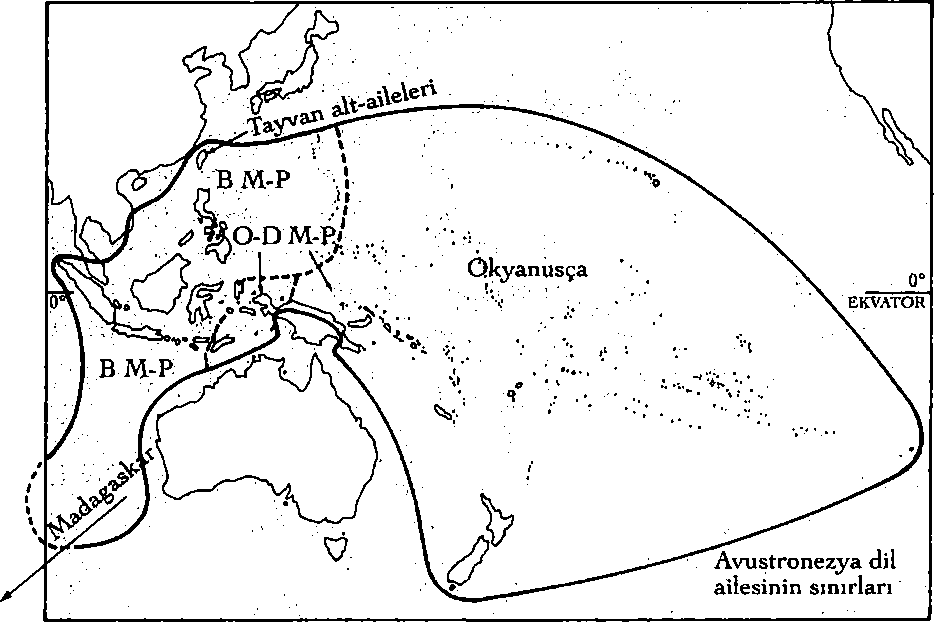 Tayvan alt-aileleri
B M-P
O-D M-P
Okyanusça
0°
0°
EKVATOR
B M-P
Madagaskar
Avustronezya dil
ailesinin sınırları